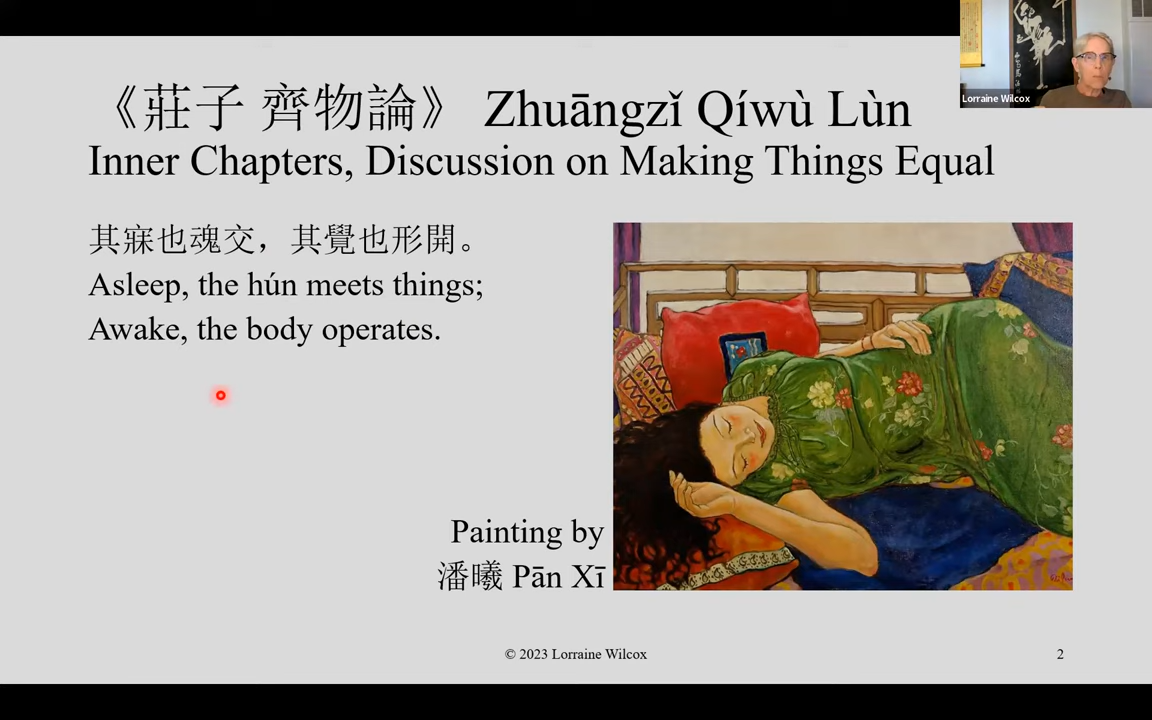 《莊子 齊物論》 Zhuāngzǐ Qíwù Lùn
Inner Chapters, Discussion on Making Things Equal
其寐也魂交，其覺也形開。
Asleep, the hún meets things;
Awake, the body operates.
Painting by
潘曦 Pān Xī
© 2023 Lorraine Wilcox
2
Lorraine Wilcox